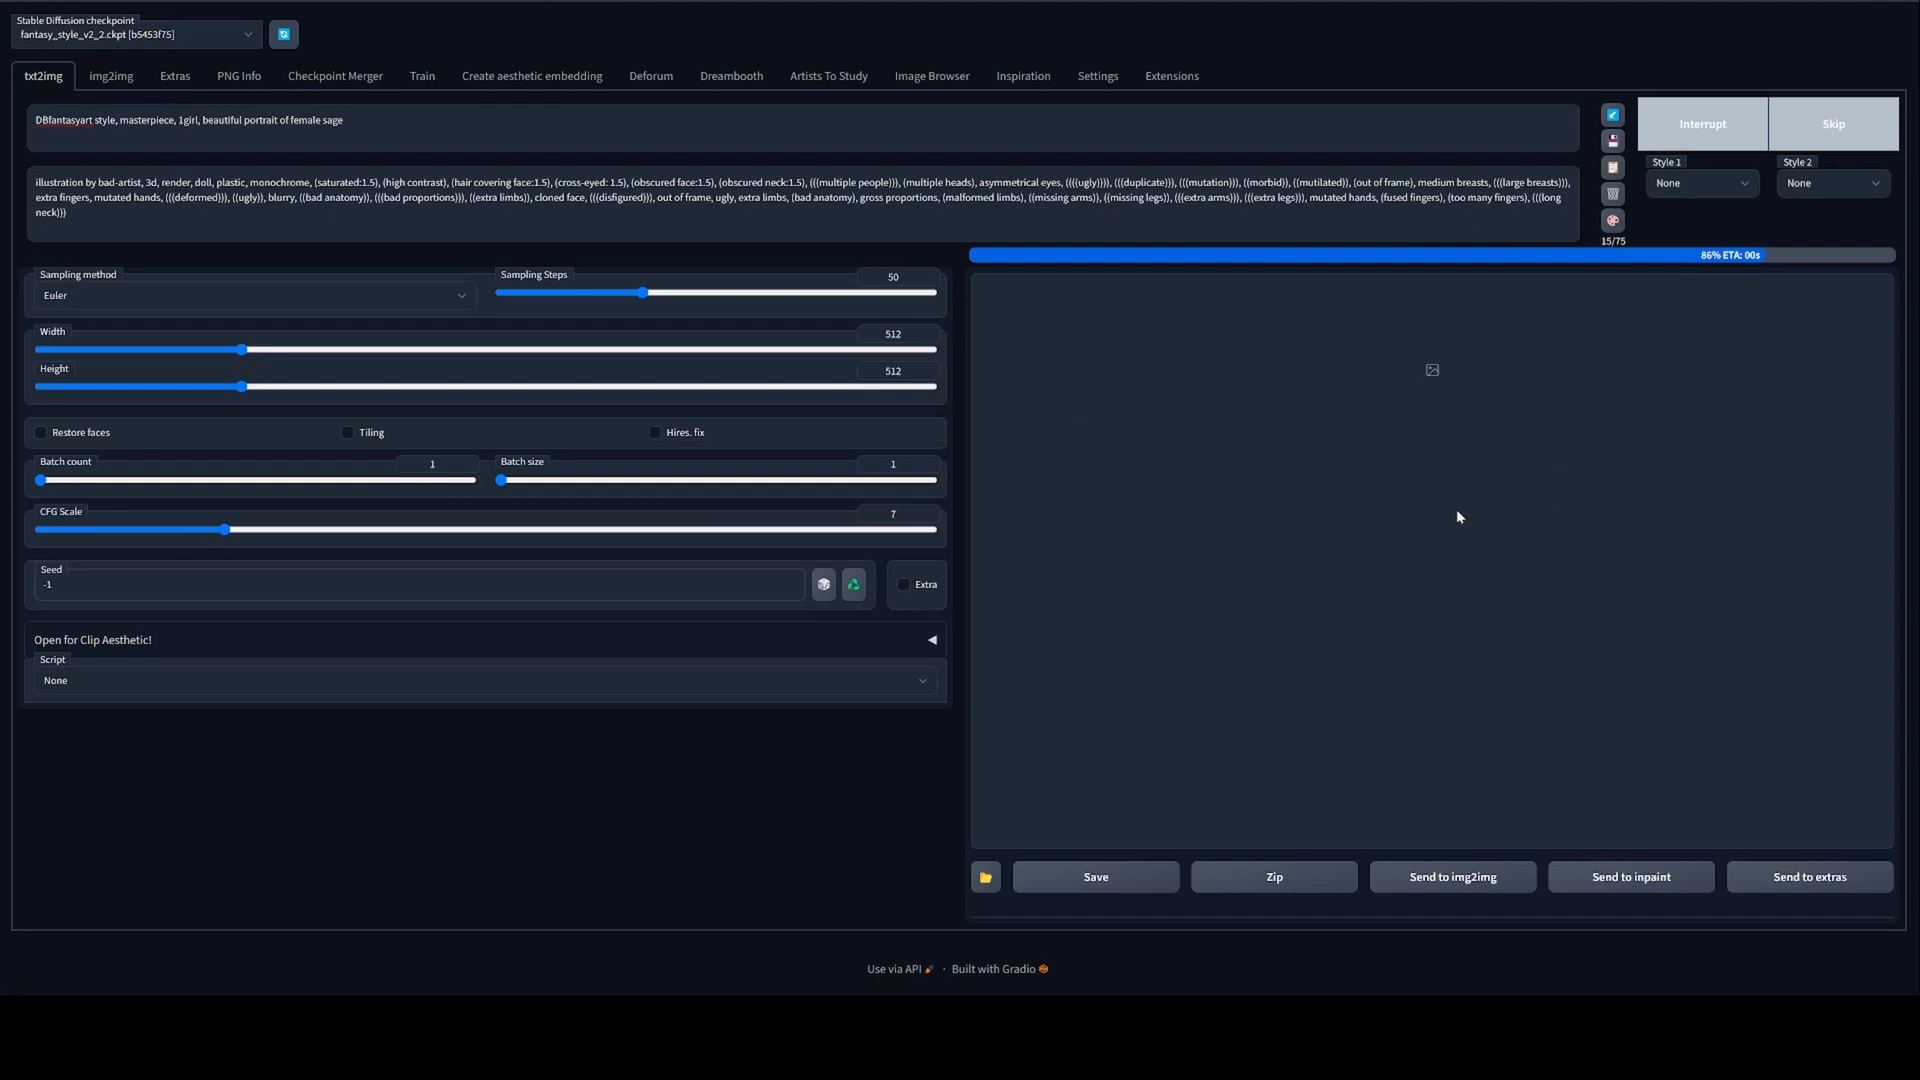 Stable Diffusion checkpoint
fantasy_style_v2_2.ckpt [b5453f75]
txt2img img2img Extras PNG Info Checkpoint Merger Train Create aesthetic embedding Deforum Dreambooth Artists To Study Image Browser Inspiration Settings Extensions
DBfantasyart style, masterpiece, 1girl, beautiful portrait of female sage
Interrupt Skip
Style 1 Style 2
None None
illustration by bad-artist, 3d, render, doll, plastic, monochrome, (saturated:1.5), (high contrast), (hair covering face:1.5), (cross-eyed: 1.5), (obscured face:1.5), (obscured neck:1.5), (((multiple people))), (multiple heads), asymmetrical eyes, ((((ugly)))), (((duplicate))), (((mutation))), ((morbid)), ((mutilated)), (out of frame), medium breasts, (((large breasts))),
extra fingers, mutated hands, (((deformed))), ((ugly)), blurry, ((bad anatomy)), (((bad proportions))), ((extra limbs)), cloned face, (((disfigured))), out of frame, ugly, extra limbs, (bad anatomy), gross proportions, (malformed limbs), ((missing arms)), ((missing legs)), (((extra arms))), (((extra legs))), mutated hands, (fused fingers), (too many fingers), (((long
neck)))
15/75
86% ETA: 00s
Sampling method
Euler
Sampling Steps 50
Width 512
Height 512
Restore faces Tiling Hires. fix
Batch count 1 Batch size 1
CFG Scale 7
Seed
-1
Extra
Open for Clip Aesthetic! ◀
Script
None
Save Zip Send to img2img Send to inpaint Send to extras
Use via API · Built with Gradio